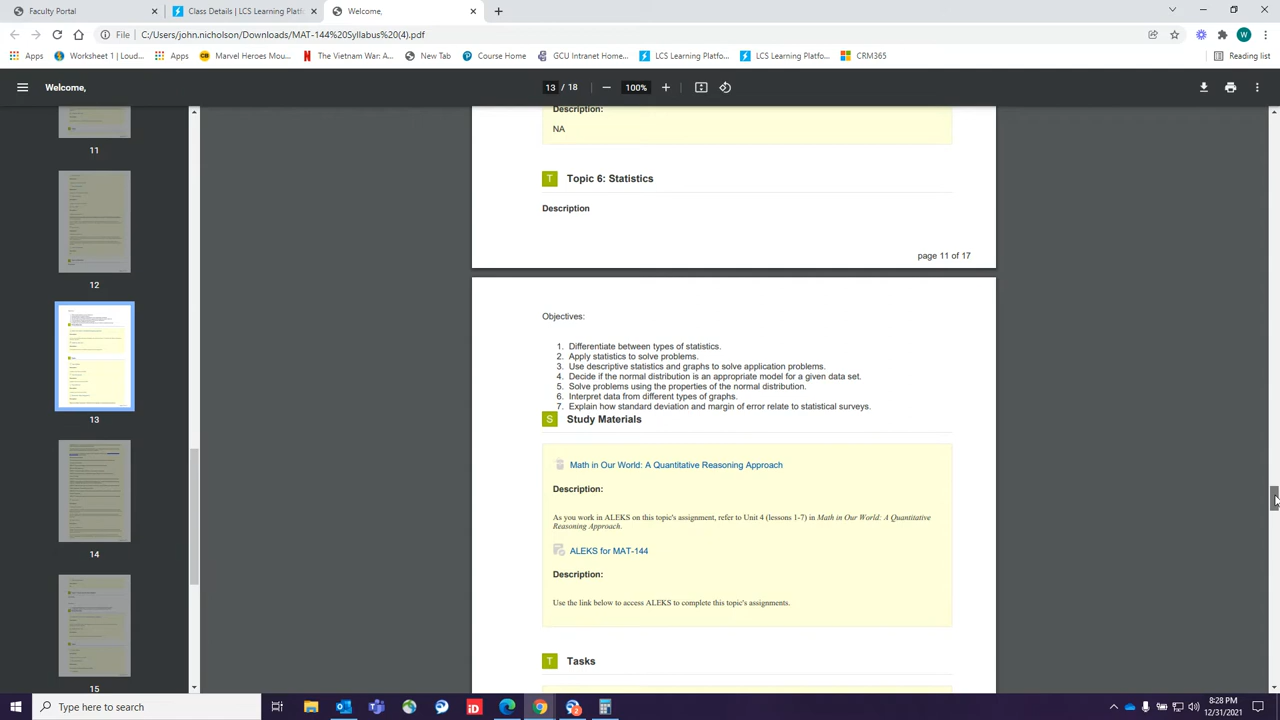 Faculty Portal
Class Details | LCS Learning Platf
Welcome,
File
C:/Users/john.nicholson/Downloads/MAT-144%20Syllabus%20(4).pdf
Apps
Worksheet 1 | Lound...
Apps
Marvel Heroes Mou...
The Vietnam War: A...
New Tab
Course Home
GCU Intranet Home...
LCS Learning Platfo...
LCS Learning Platfo...
CRM365
Reading list
Welcome,
13 / 18
100%
11
12
13
14
15
Description:
NA
T Topic 6: Statistics
Description
page 11 of 17
Objectives:
1. Differentiate between types of statistics.
2. Apply statistics to solve problems.
3. Use descriptive statistics and graphs to solve application problems.
4. Decide if the normal distribution is an appropriate model for a given data set.
5. Solve problems using the properties of the normal distribution.
6. Interpret data from different types of graphs.
7. Explain how standard deviation and margin of error relate to statistical surveys.
S Study Materials
Math in Our World: A Quantitative Reasoning Approach
Description:
As you work in ALEKS on this topic's assignment, refer to Unit 4 (lessons 1-7) in Math in Our World: A Quantitative
Reasoning Approach.
ALEKS for MAT-144
Description:
Use the link below to access ALEKS to complete this topic's assignments.
T Tasks
Type here to search
8:28 PM
12/31/2021